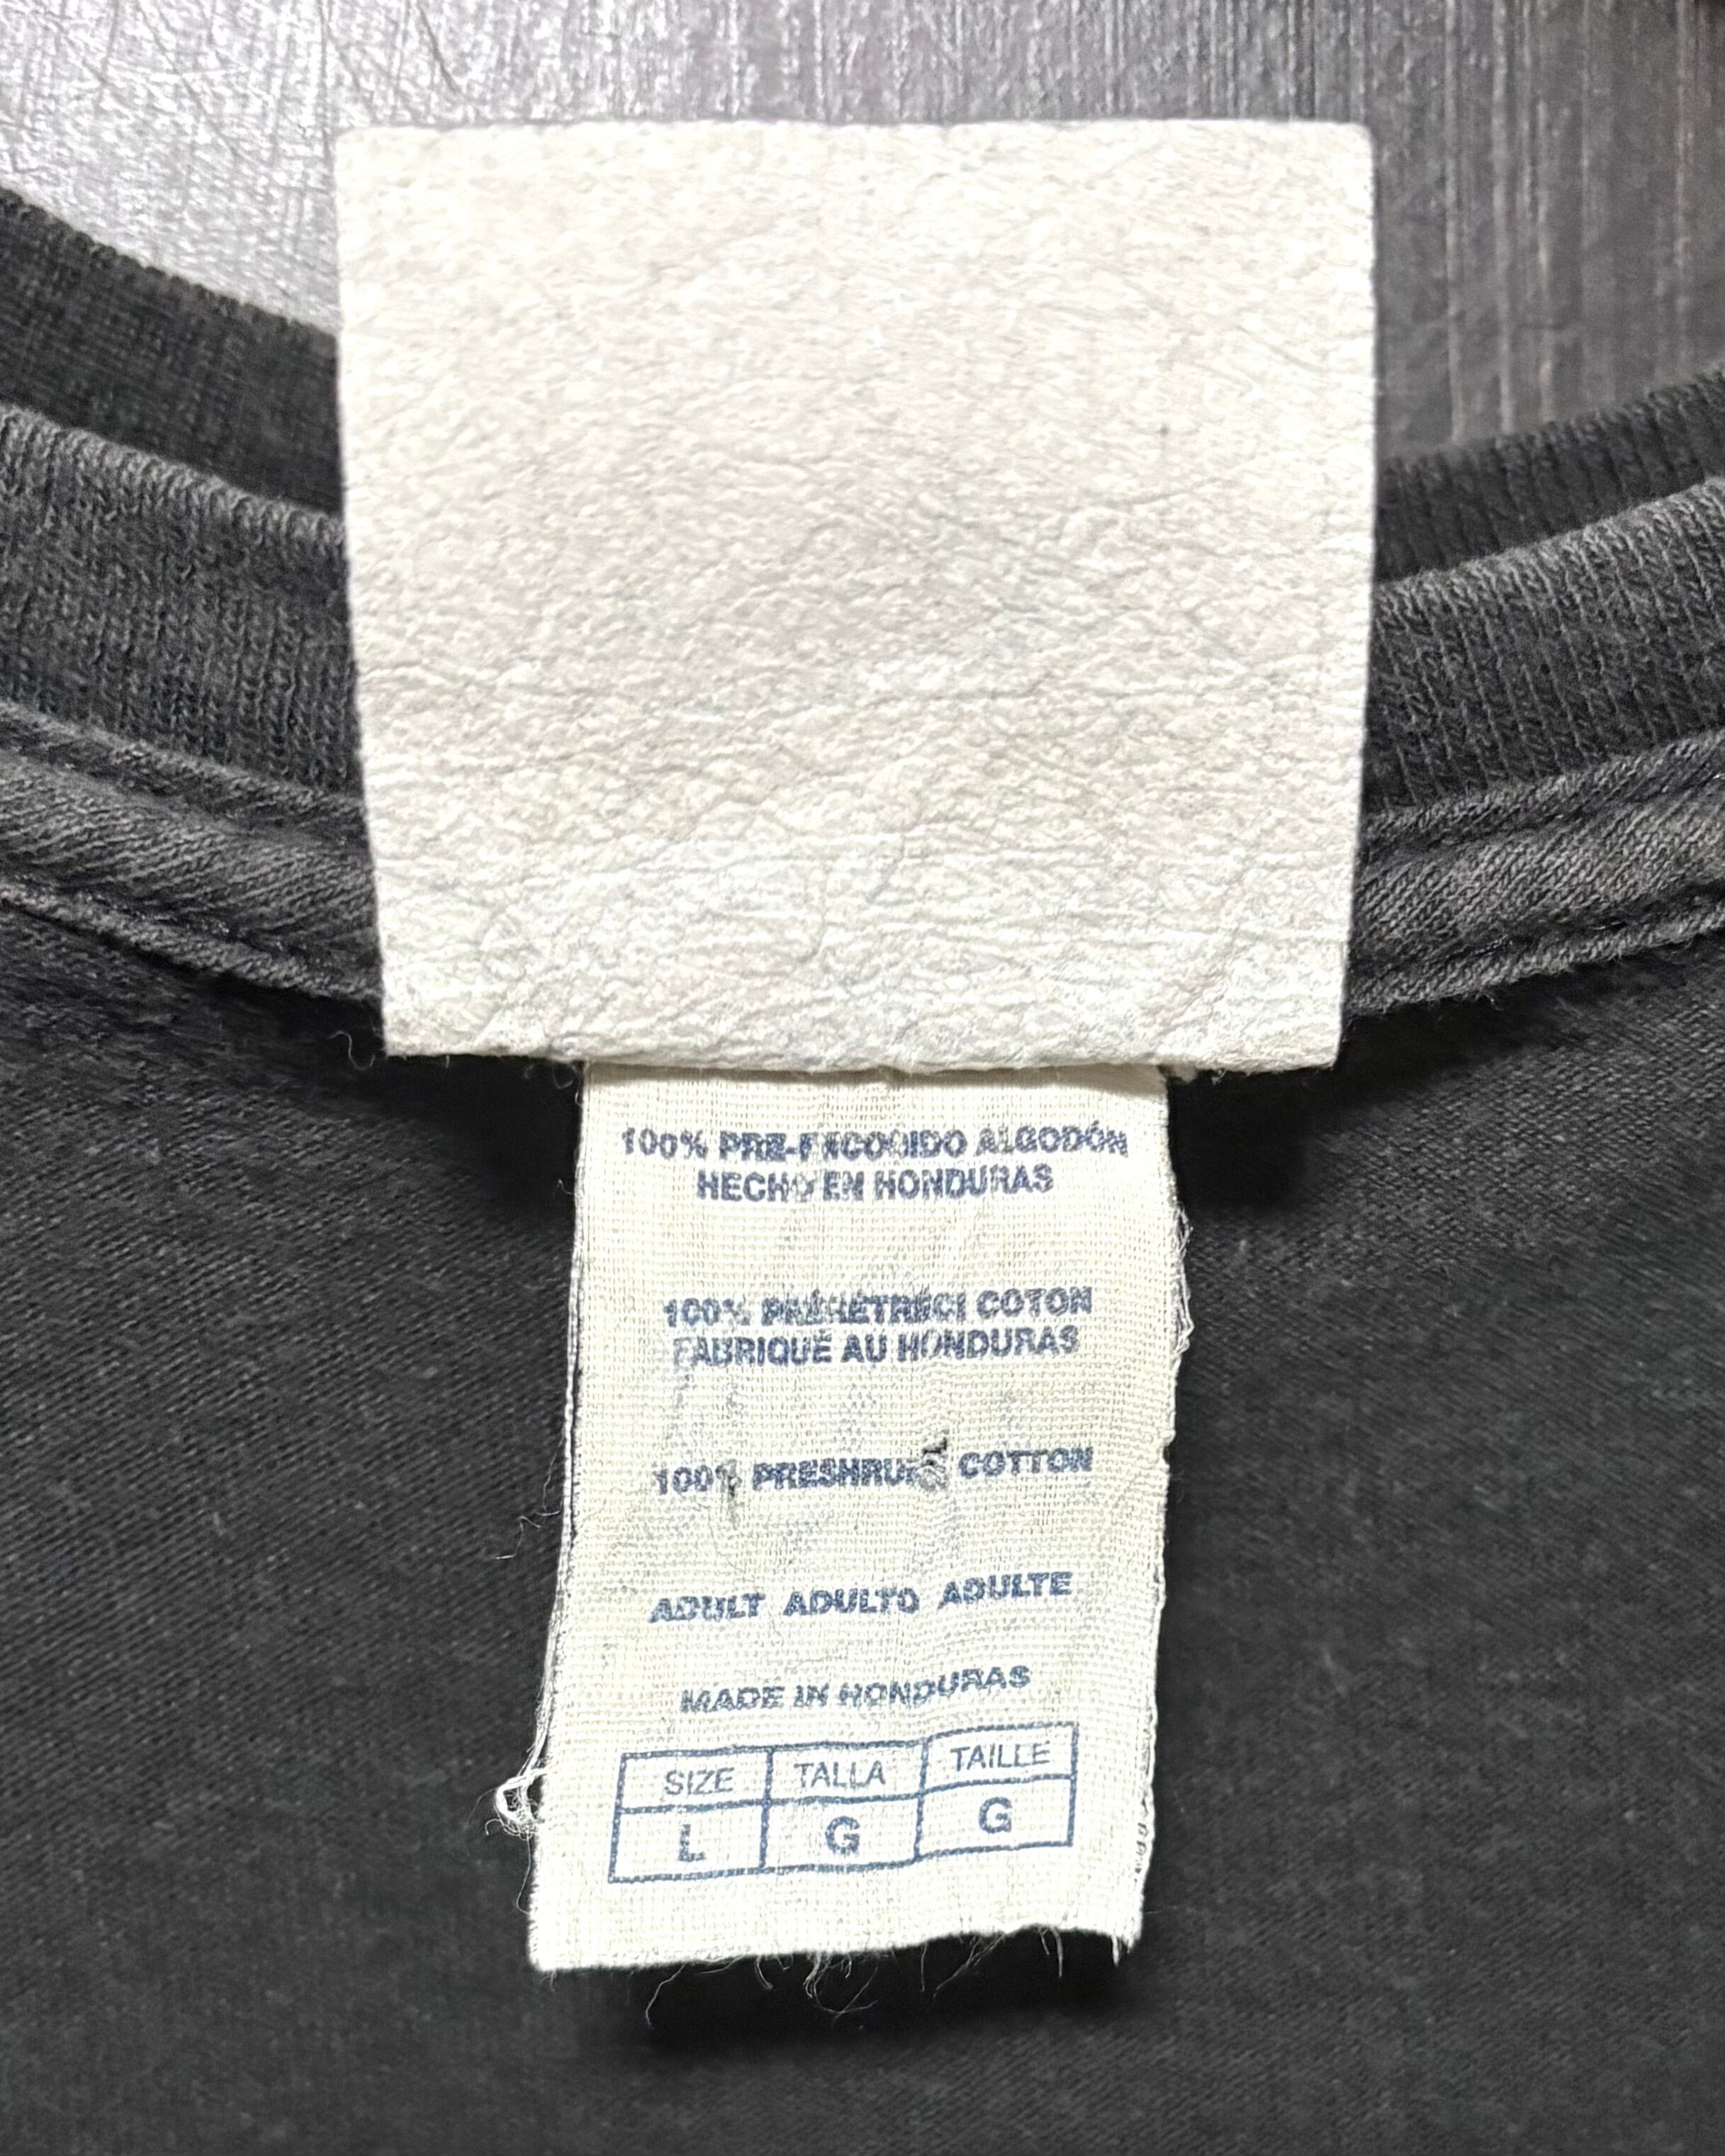 100% PRE-ENCOGIDO ALGODÓN
HECHO EN HONDURAS
100% PRÉRÉTRÉCI COTON
FABRIQUÉ AU HONDURAS
100% PRESHRUNK COTTON
ADULT ADULTO ADULTE
MADE IN HONDURAS
SIZE TALLA TAILLE
L G G